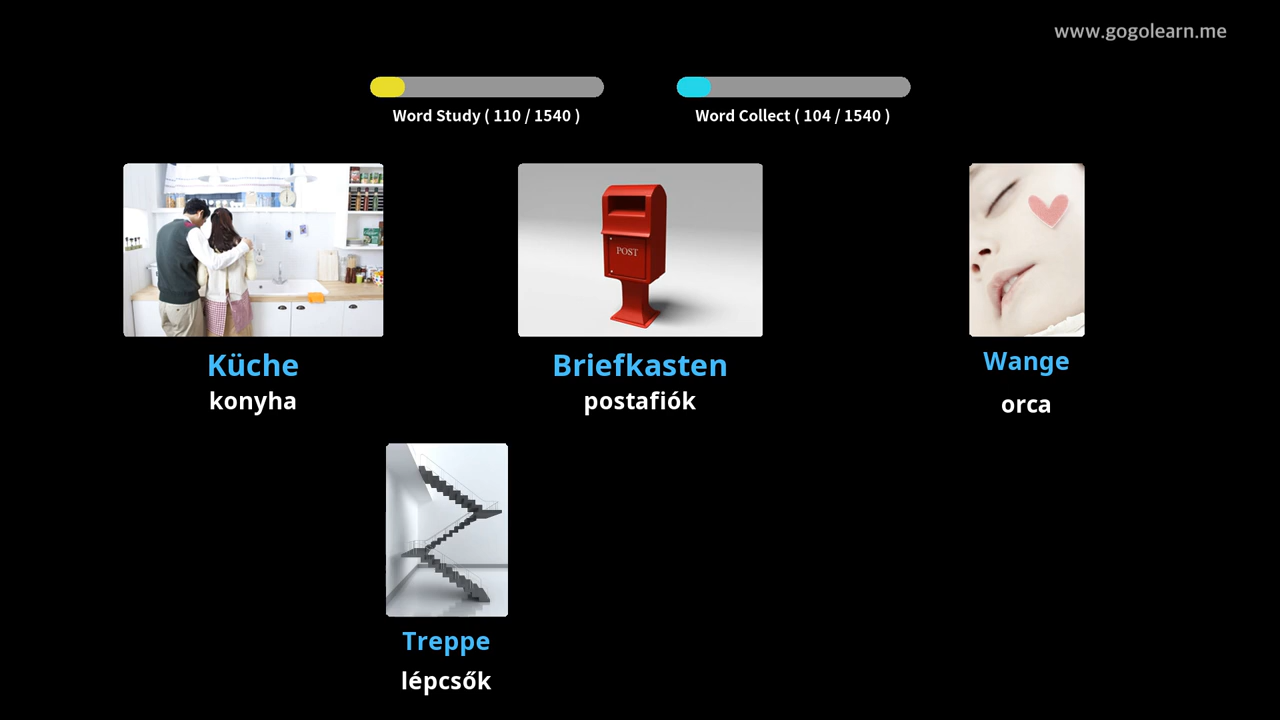 www.gogolearn.me
Word Study ( 110 / 1540 )
Word Collect ( 104 / 1540 )
POST
Küche
konyha
Briefkasten
postafiók
Wange
orca
Treppe
lépcsők